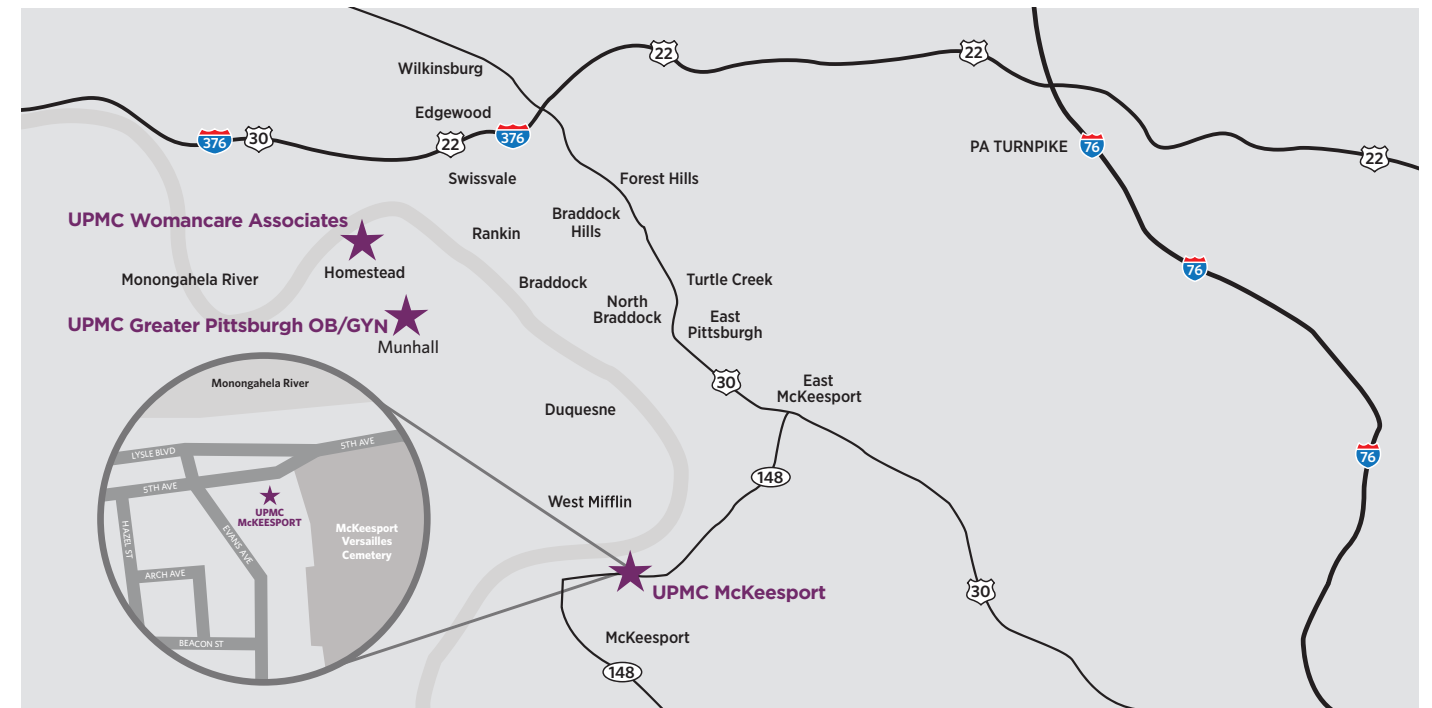 22
22
Wilkinsburg
Edgewood
376
30
22
376
PA TURNPIKE
76
22
Swissvale
Forest Hills
UPMC Womancare Associates
Braddock
Hills
Rankin
Homestead
Monongahela River
Braddock
Turtle Creek
76
North
Braddock
East
Pittsburgh
UPMC Greater Pittsburgh OB/GYN
Munhall
30
East
McKeesport
Duquesne
148
76
West Mifflin
UPMC McKeesport
30
McKeesport
148
Monongahela River
LYSLE BLVD
5TH AVE
5TH AVE
UPMC
McKEESPORT
HAZEL ST
EVANS AVE
McKeesport
Versailles
Cemetery
ARCH AVE
BEACON ST